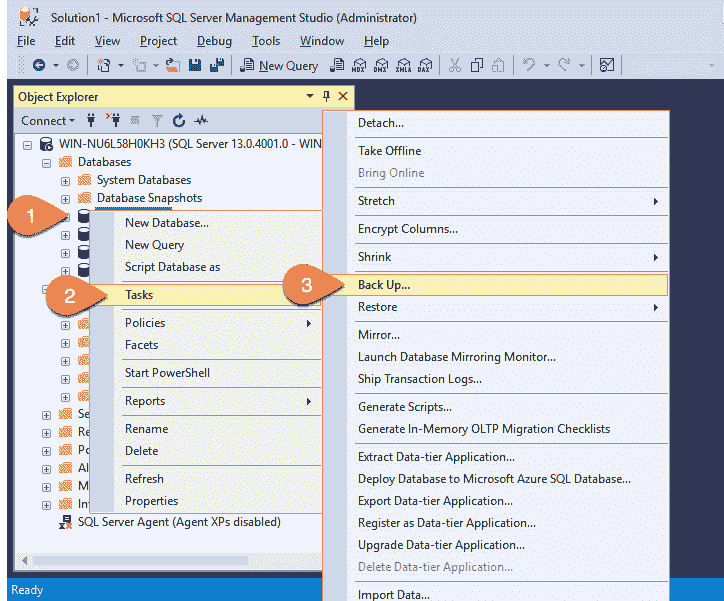 Solution1 - Microsoft SQL Server Management Studio (Administrator)
File Edit View Project Debug Tools Window Help
New Query MDX DMX XMLA DAX
Object Explorer
Connect
WIN-NU6L58H0KH3 (SQL Server 13.0.4001.0 - WIN
Databases
System Databases
Database Snapshots
1
New Database...
New Query
Script Database as
2
Tasks
Policies
Facets
Start PowerShell
Reports
Rename
Delete
Refresh
Properties
Se
Re
Po
Al
M
In
SQL Server Agent (Agent XPs disabled)
Detach...
Take Offline
Bring Online
Stretch
Encrypt Columns...
Shrink
3
Back Up...
Restore
Mirror...
Launch Database Mirroring Monitor...
Ship Transaction Logs...
Generate Scripts...
Generate In-Memory OLTP Migration Checklists
Extract Data-tier Application...
Deploy Database to Microsoft Azure SQL Database...
Export Data-tier Application...
Register as Data-tier Application...
Upgrade Data-tier Application...
Delete Data-tier Application...
Import Data...
Ready